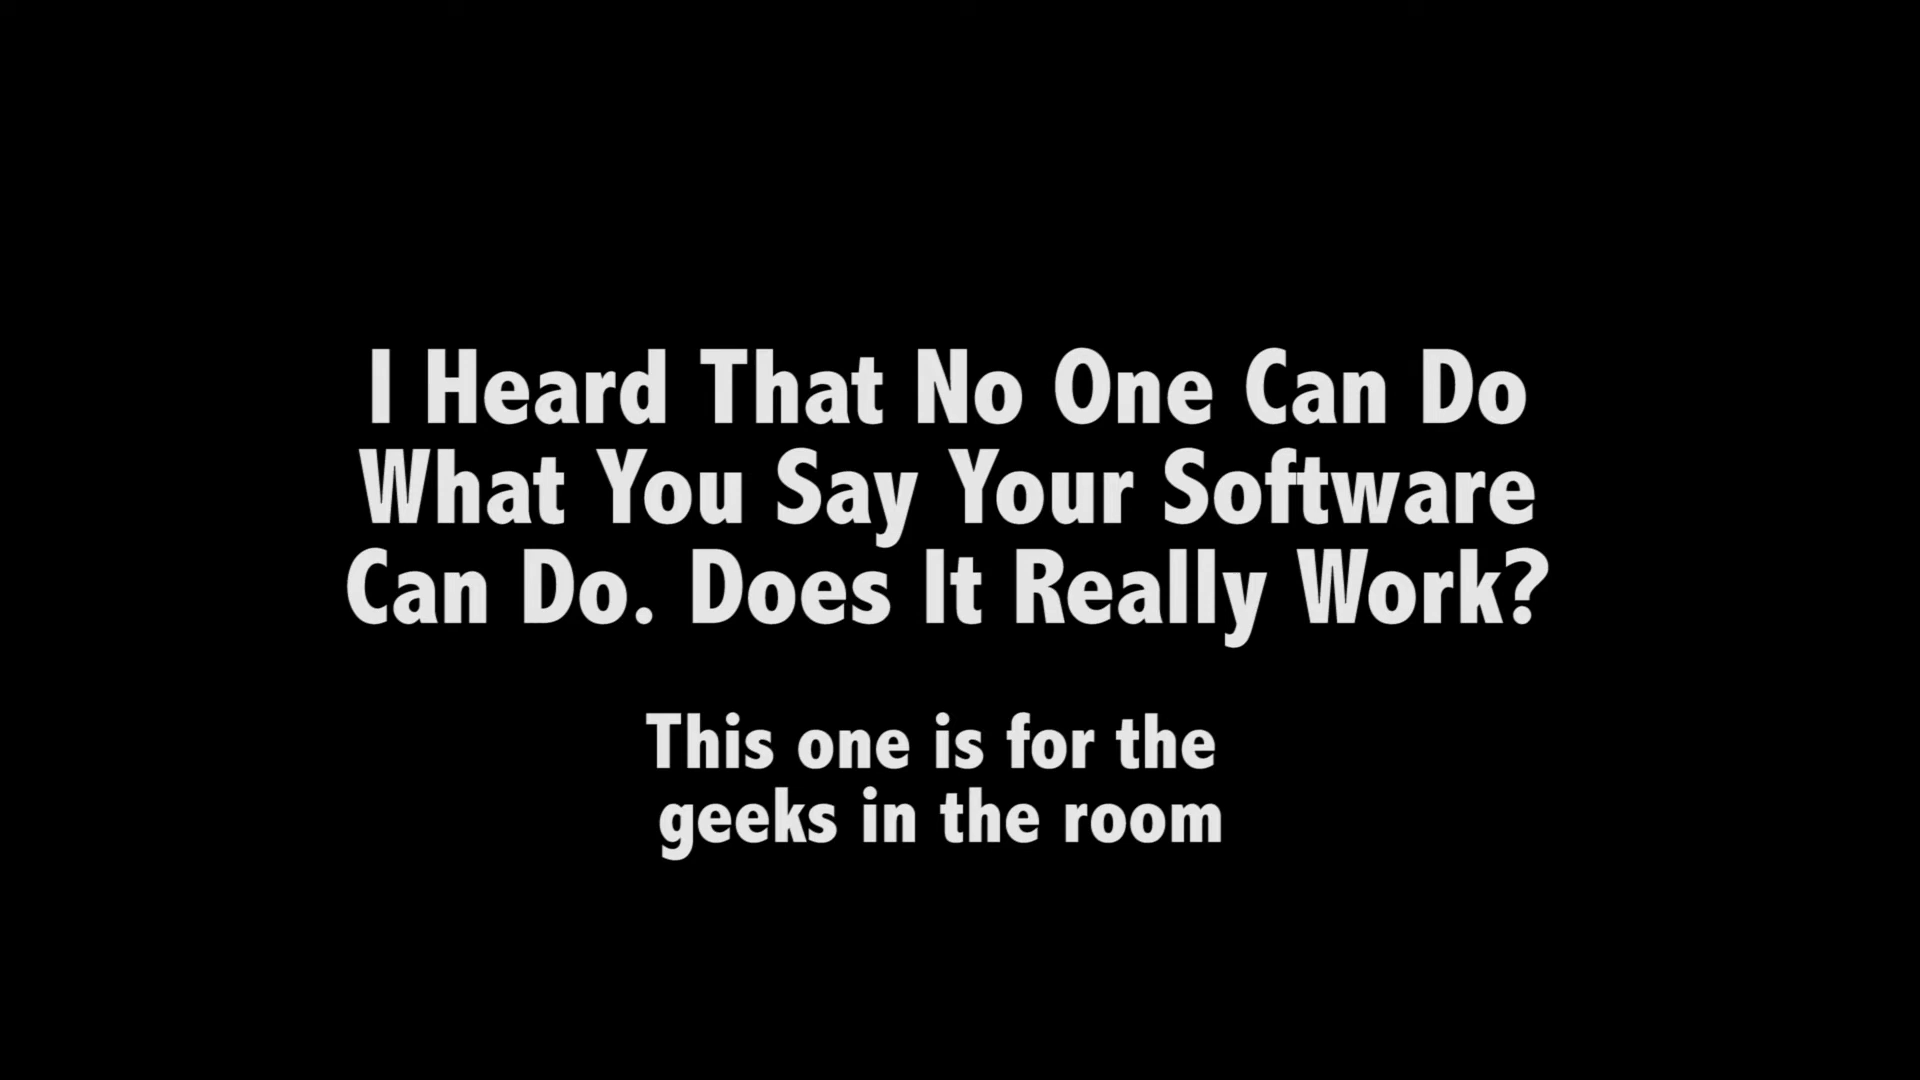 I Heard That No One Can Do
What You Say Your Software
Can Do. Does It Really Work?
This one is for the
geeks in the room